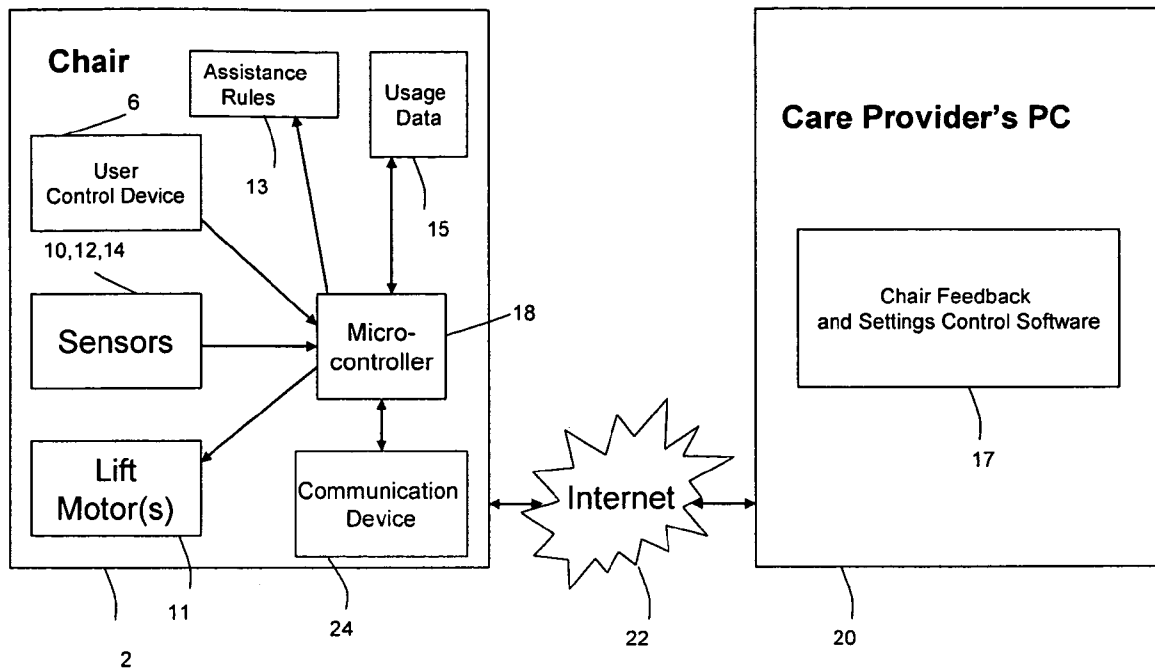 Chair
6
Assistance
Rules
Usage
Data
Care Provider's PC
User
Control Device
13
15
10,12,14
Sensors
Micro-
controller
18
Chair Feedback
and Settings Control Software
17
Lift
Motor(s)
Communication
Device
Internet
11
24
22
20
2